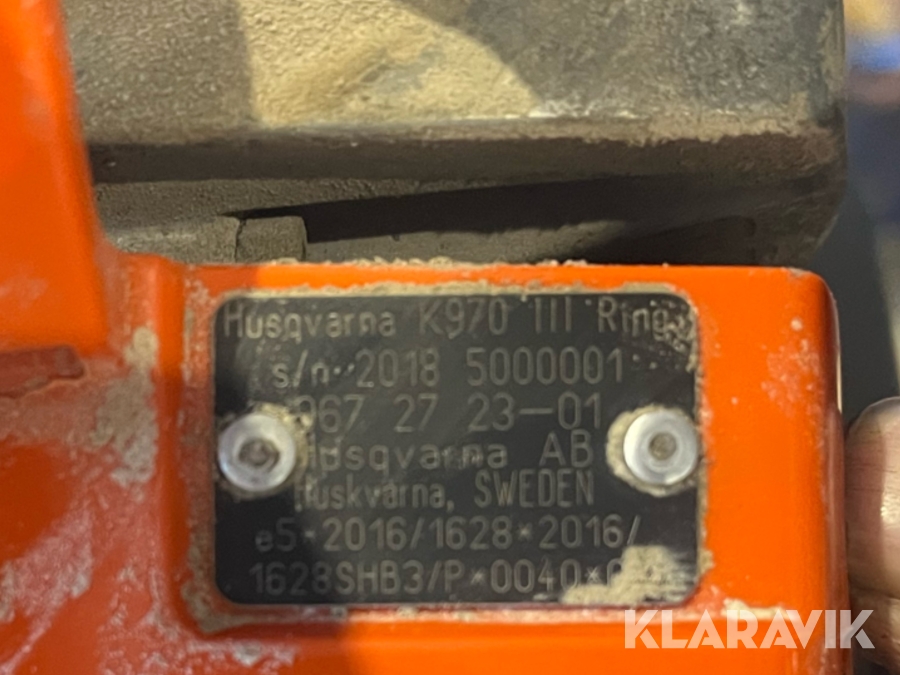 Husqvarna K970 III Ring
s/n 2018 5000001
967 27 23-01
Husqvarna AB
Huskvarna, SWEDEN
e5*2016/1628*2016/
1628SHB3/P*0040*
KLARAVIK